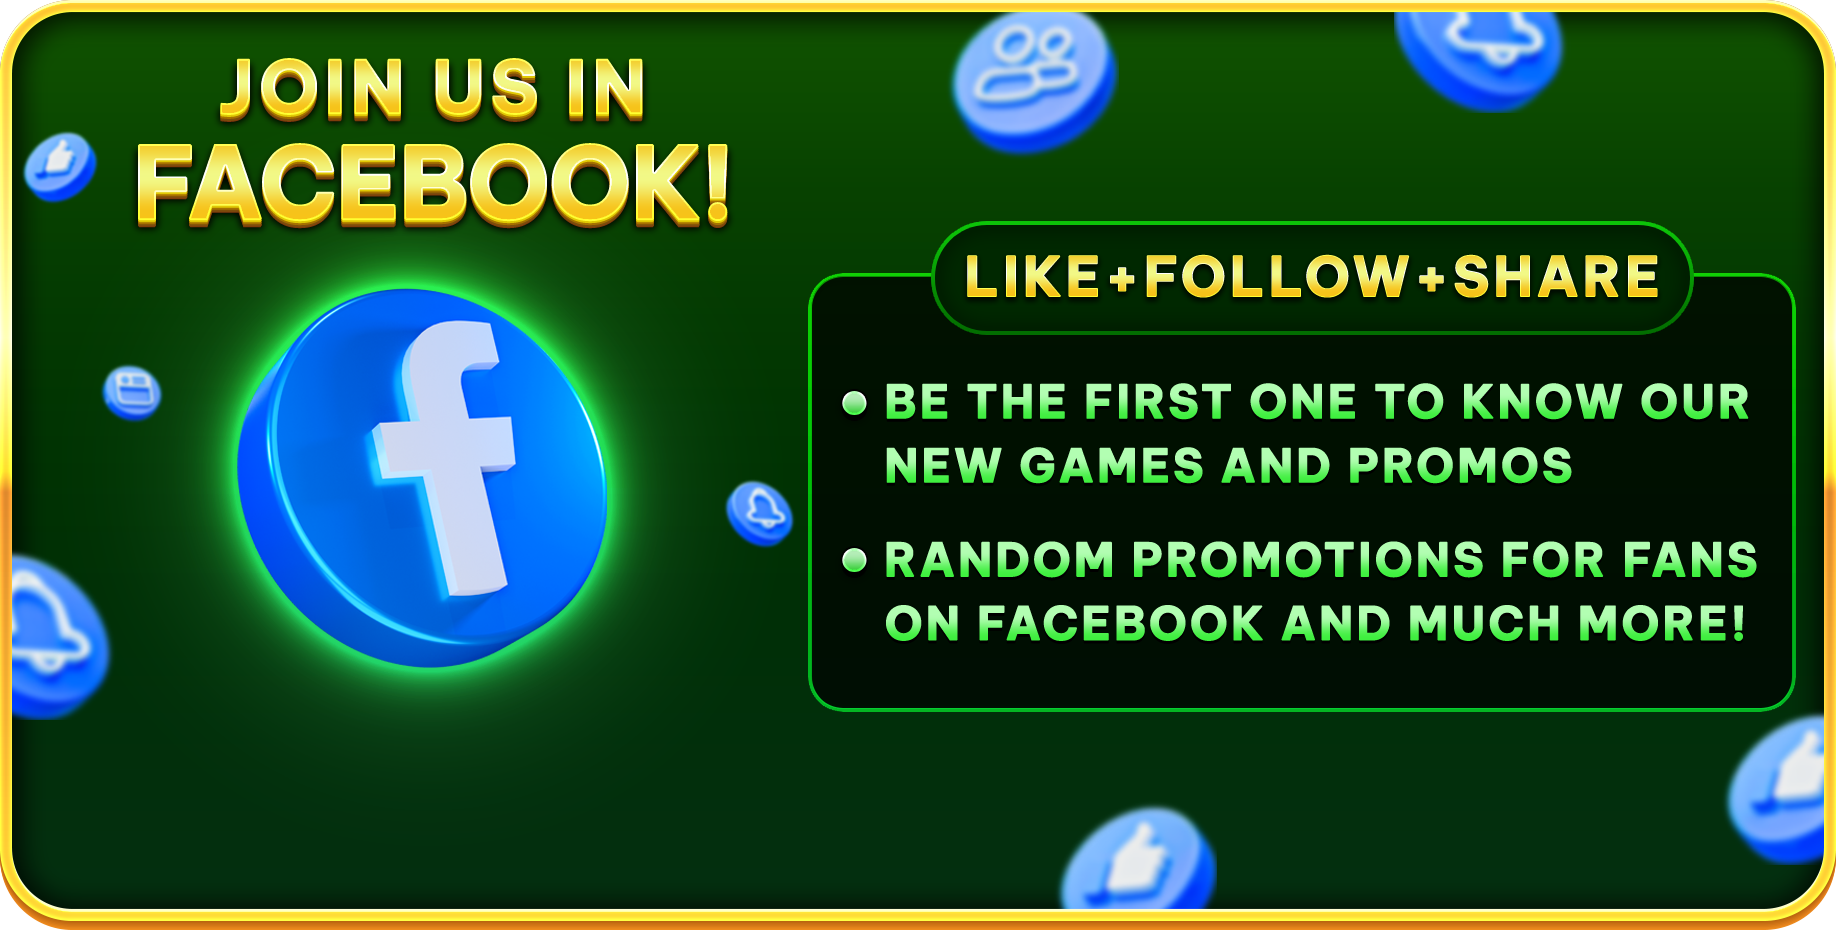 JOIN US IN
FACEBOOK!
f
LIKE+FOLLOW+SHARE
BE THE FIRST ONE TO KNOW OUR
NEW GAMES AND PROMOS
RANDOM PROMOTIONS FOR FANS
ON FACEBOOK AND MUCH MORE!